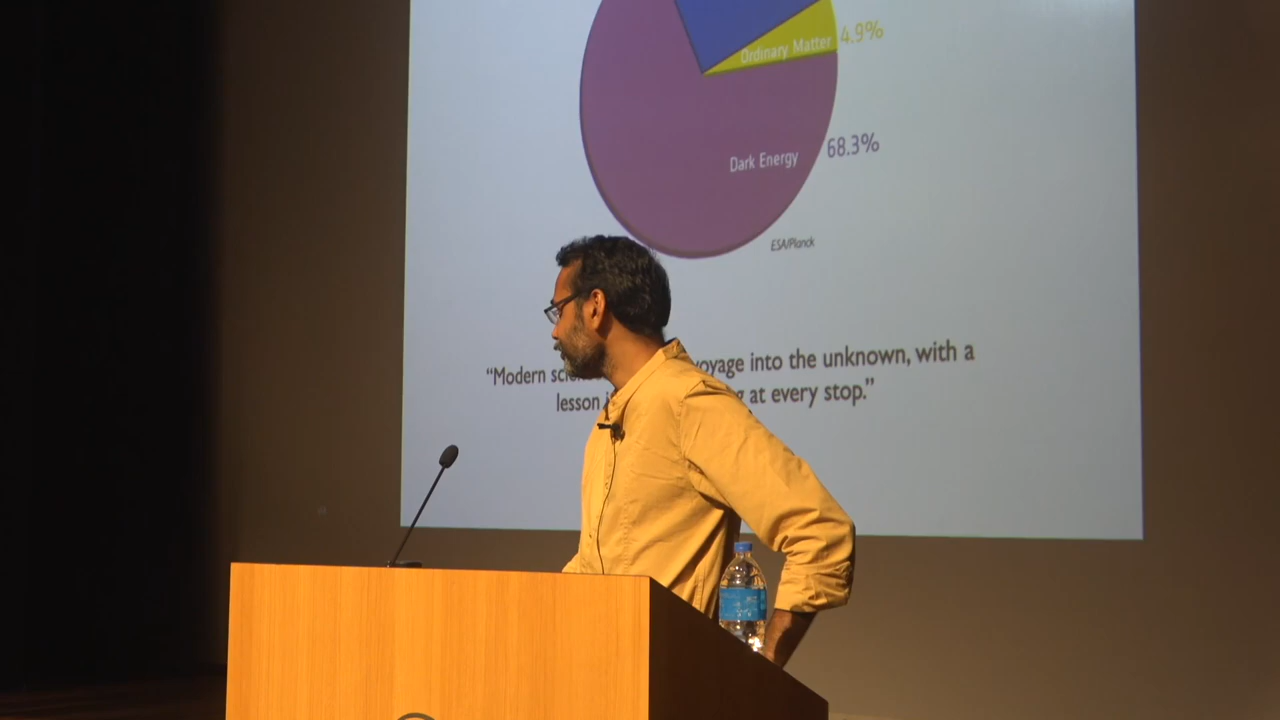 Ordinary Matter
4.9%
Dark Energy
68.3%
ESA/Planck
“Modern voyage into the unknown, with a
lesson at every stop.”